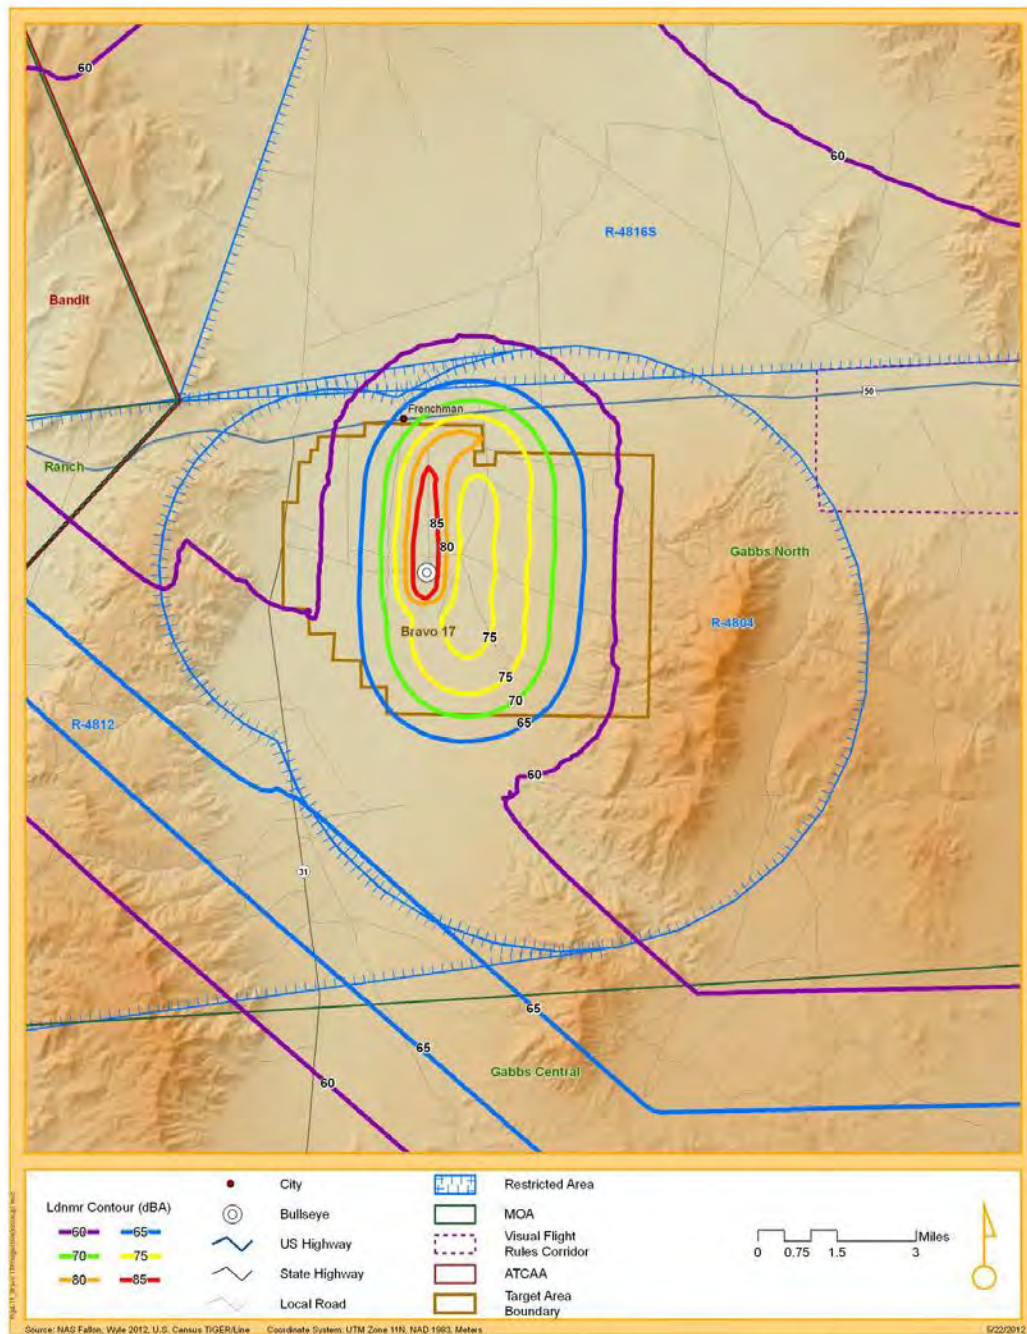 60
60
R-4816S
Bandit
50
Frenchman
Ranch
85
80
Gabbs North
R-4804
Bravo 17
75
75
70
65
R-4812
60
31
65
65
Gabbs Central
60
Ldnmr Contour (dBA)
60 65
70 75
80 85
City
Bullseye
US Highway
State Highway
Local Road
Restricted Area
MOA
Visual Flight
Rules Corridor
ATCAA
Target Area
Boundary
Miles
0 0.75 1.5 3
Source: NAS Fallon, Wyle 2012, U.S. Census TIGER/Line Coordinate System: UTM Zone 11N, NAD 1983, Meters
5/22/2012